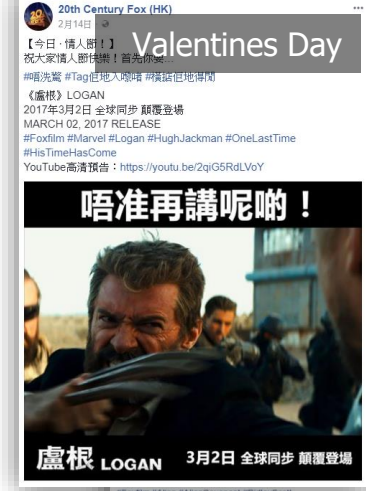 20th Century Fox (HK)
2月14日
【今日 · 情人節！】
Valentines Day
祝大家情人節快樂！首先你要...
#唔洗驚 #Tag佢地入嚟啫 #橫掂佢地得閒
《盧根》LOGAN
2017年3月2日 全球同步 顛覆登場
MARCH 02, 2017 RELEASE
#Foxfilm #Marvel #Logan #HughJackman #OneLastTime
#HisTimeHasCome
YouTube高清預告：https://youtu.be/2qiG5RdLVoY
唔准再講呢啲！
盧根 LOGAN 3月2日 全球同步 顛覆登場